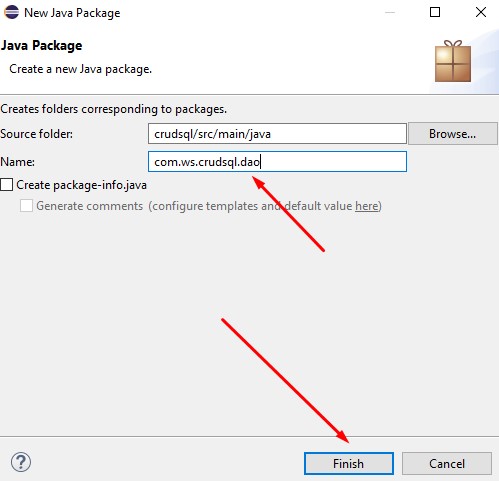 New Java Package
Java Package
Create a new Java package.
Creates folders corresponding to packages.
Source folder: crudsql/src/main/java Browse...
Name: com.ws.crudsql.dao
Create package-info.java
Generate comments (configure templates and default value here)
? Finish Cancel